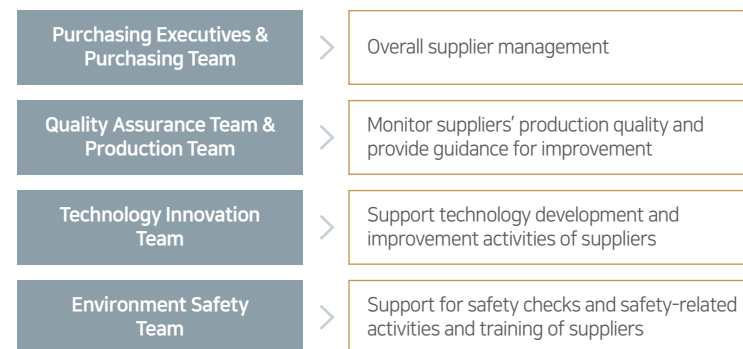 Purchasing Executives &
Purchasing Team
Overall supplier management
Quality Assurance Team &
Production Team
Monitor suppliers’ production quality and
provide guidance for improvement
Technology Innovation
Team
Support technology development and
improvement activities of suppliers
Environment Safety
Team
Support for safety checks and safety-related
activities and training of suppliers